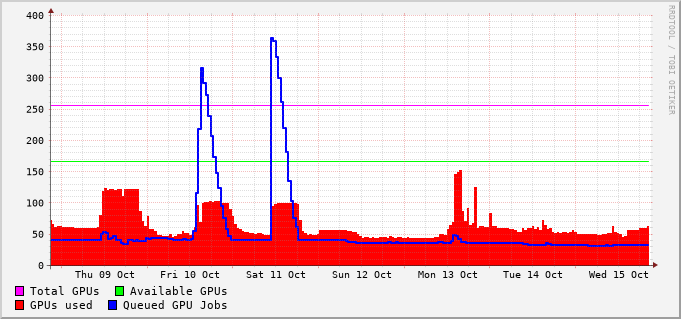 RRDTOOL / TOBI OETIKER
400
350
300
250
200
150
100
50
0
Thu 09 Oct Fri 10 Oct Sat 11 Oct Sun 12 Oct Mon 13 Oct Tue 14 Oct Wed 15 Oct
Total GPUs Available GPUs
GPUs used Queued GPU Jobs